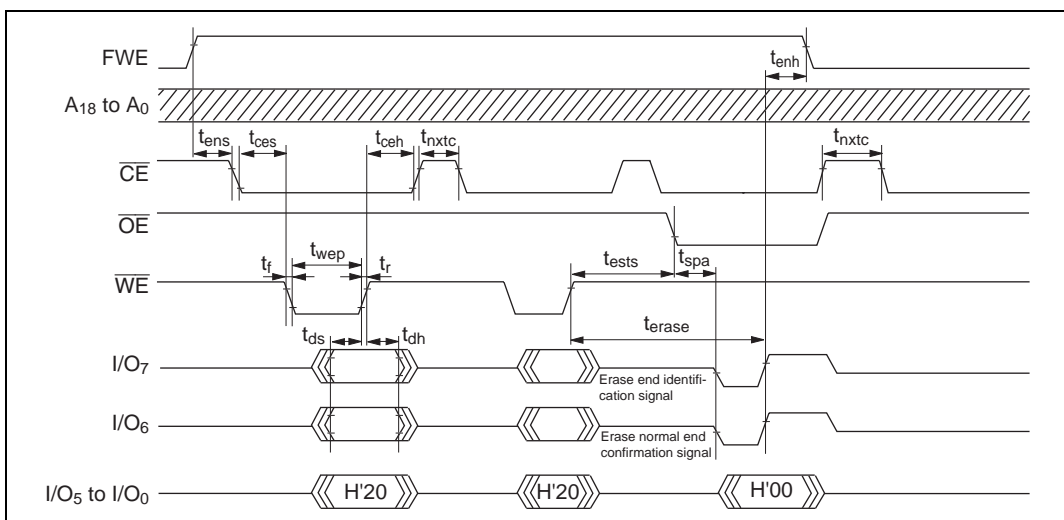 FWE
tenh
A18 to A0
tens tces tceh tnxtc tnxtc
CE
OE
twep tests tspa
tf tr
WE
terase
tds tdh
I/O7
Erase end identifi-
cation signal
I/O6
Erase normal end
confirmation signal
I/O5 to I/O0 H'20 H'20 H'00